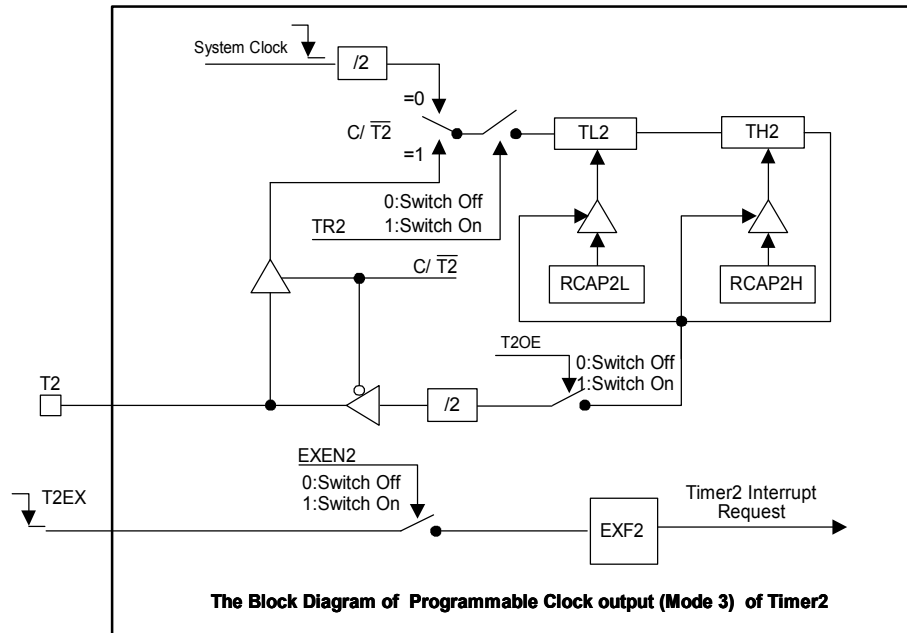 System Clock
/2
=0
C/ T2
=1
TL2
TH2
0:Switch Off
1:Switch On
TR2
C/ T2
RCAP2L
RCAP2H
T2OE
0:Switch Off
1:Switch On
T2
/2
EXEN2
0:Switch Off
1:Switch On
T2EX
EXF2
Timer2 Interrupt
Request
The Block Diagram of Programmable Clock output (Mode 3) of Timer2